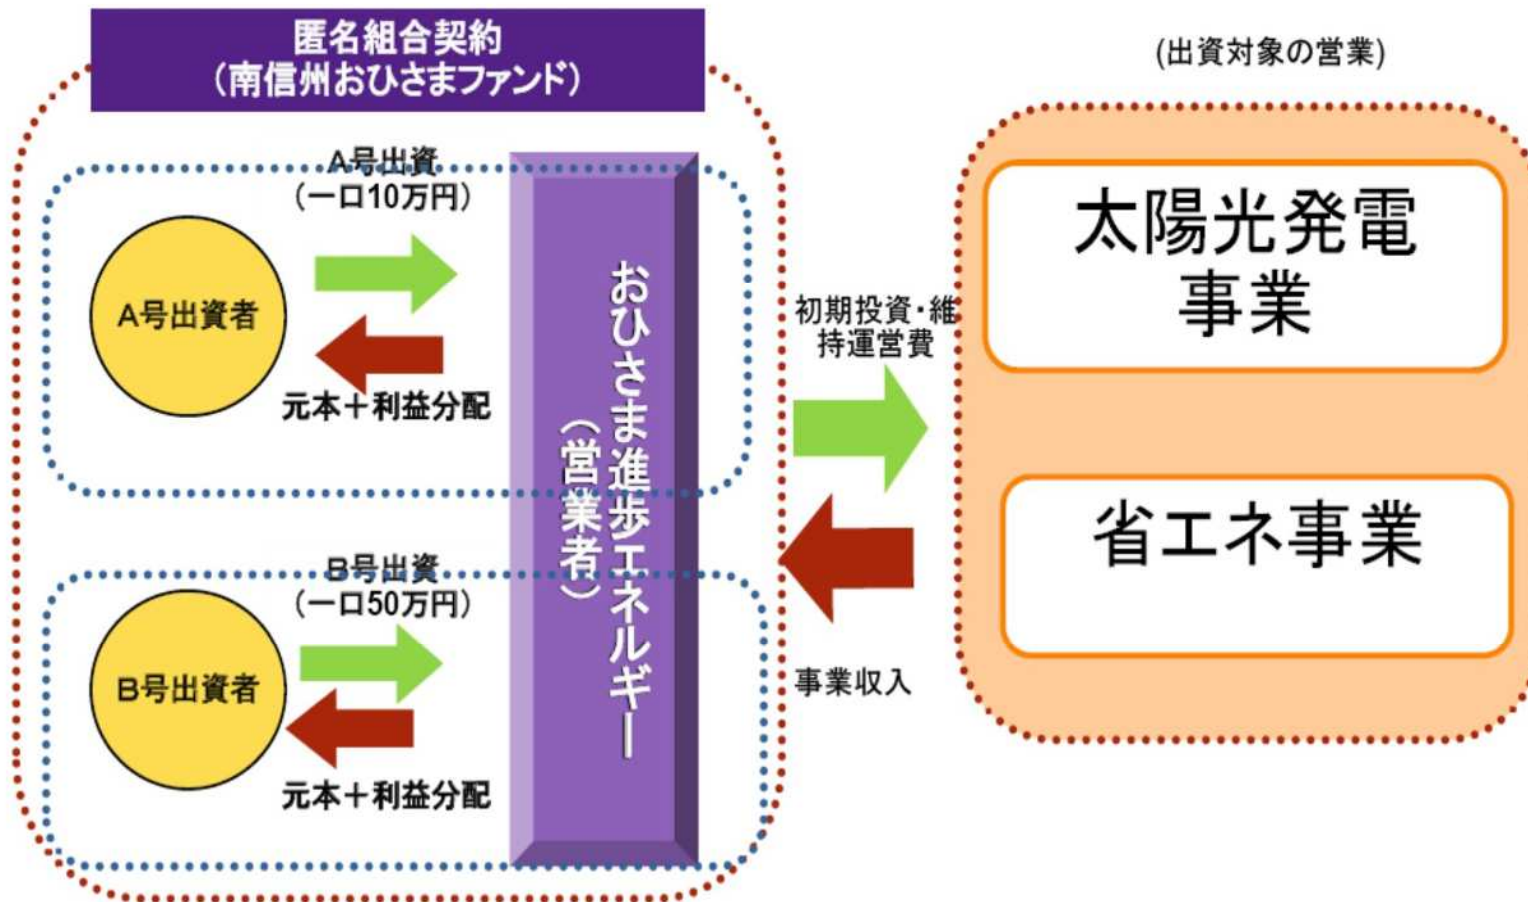 匿名組合契約
（南信州おひさまファンド）
A号出資
（一口10万円）
A号出資者
元本＋利益分配
B号出資
（一口50万円）
B号出資者
元本＋利益分配
おひさま進歩エネルギー
（営業者）
初期投資・維
持運営費
事業収入
(出資対象の営業)
太陽光発電
事業
省エネ事業